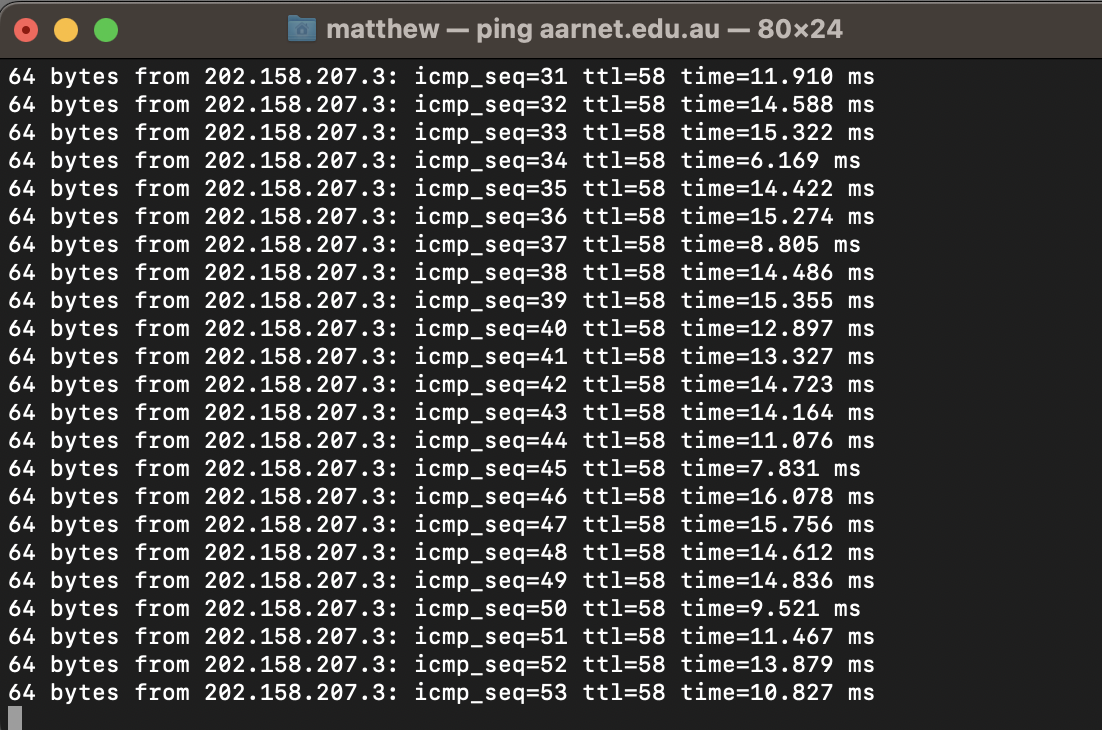 matthew — ping aarnet.edu.au — 80×24
64 bytes from 202.158.207.3: icmp_seq=31 ttl=58 time=11.910 ms
64 bytes from 202.158.207.3: icmp_seq=32 ttl=58 time=14.588 ms
64 bytes from 202.158.207.3: icmp_seq=33 ttl=58 time=15.322 ms
64 bytes from 202.158.207.3: icmp_seq=34 ttl=58 time=6.169 ms
64 bytes from 202.158.207.3: icmp_seq=35 ttl=58 time=14.422 ms
64 bytes from 202.158.207.3: icmp_seq=36 ttl=58 time=15.274 ms
64 bytes from 202.158.207.3: icmp_seq=37 ttl=58 time=8.805 ms
64 bytes from 202.158.207.3: icmp_seq=38 ttl=58 time=14.486 ms
64 bytes from 202.158.207.3: icmp_seq=39 ttl=58 time=15.355 ms
64 bytes from 202.158.207.3: icmp_seq=40 ttl=58 time=12.897 ms
64 bytes from 202.158.207.3: icmp_seq=41 ttl=58 time=13.327 ms
64 bytes from 202.158.207.3: icmp_seq=42 ttl=58 time=14.723 ms
64 bytes from 202.158.207.3: icmp_seq=43 ttl=58 time=14.164 ms
64 bytes from 202.158.207.3: icmp_seq=44 ttl=58 time=11.076 ms
64 bytes from 202.158.207.3: icmp_seq=45 ttl=58 time=7.831 ms
64 bytes from 202.158.207.3: icmp_seq=46 ttl=58 time=16.078 ms
64 bytes from 202.158.207.3: icmp_seq=47 ttl=58 time=15.756 ms
64 bytes from 202.158.207.3: icmp_seq=48 ttl=58 time=14.612 ms
64 bytes from 202.158.207.3: icmp_seq=49 ttl=58 time=14.836 ms
64 bytes from 202.158.207.3: icmp_seq=50 ttl=58 time=9.521 ms
64 bytes from 202.158.207.3: icmp_seq=51 ttl=58 time=11.467 ms
64 bytes from 202.158.207.3: icmp_seq=52 ttl=58 time=13.879 ms
64 bytes from 202.158.207.3: icmp_seq=53 ttl=58 time=10.827 ms